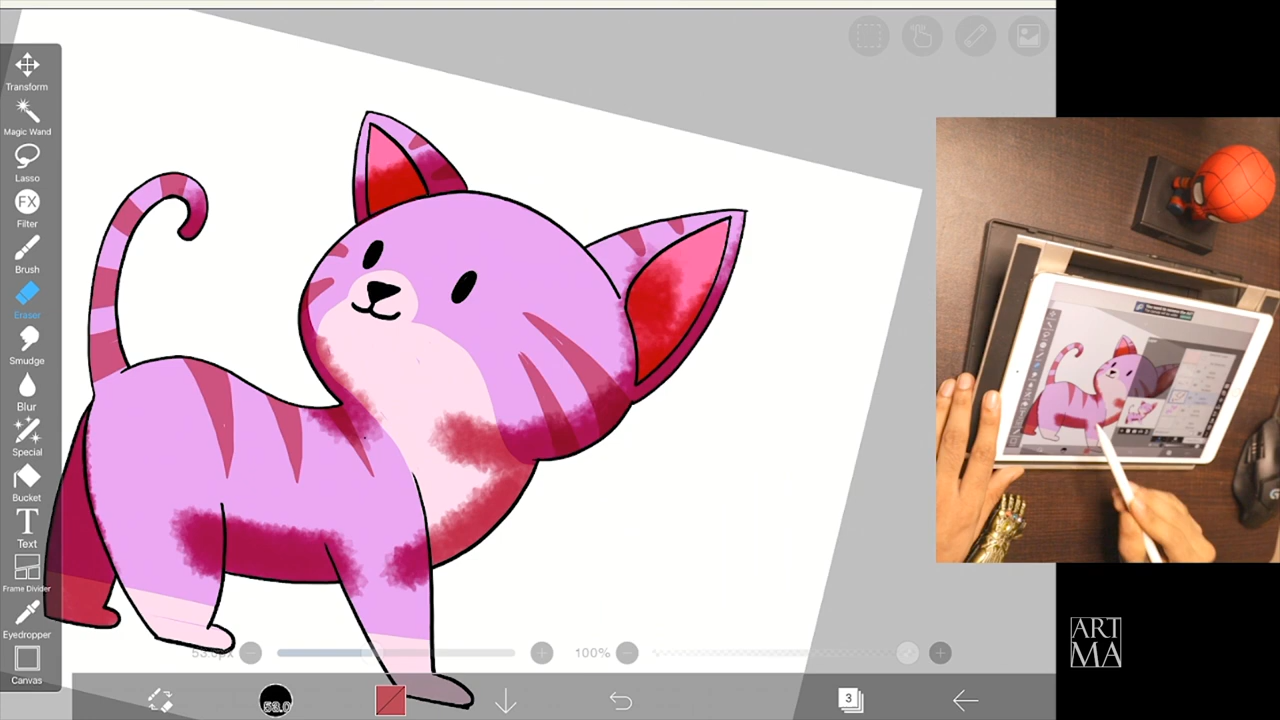 Transform
Magic Wand
Lasso
FX
Filter
Brush
Eraser
Smudge
Blur
Special
Bucket
T
Text
Frame Divider
Eyedropper
Canvas
100%
53.0
3
ART
MA